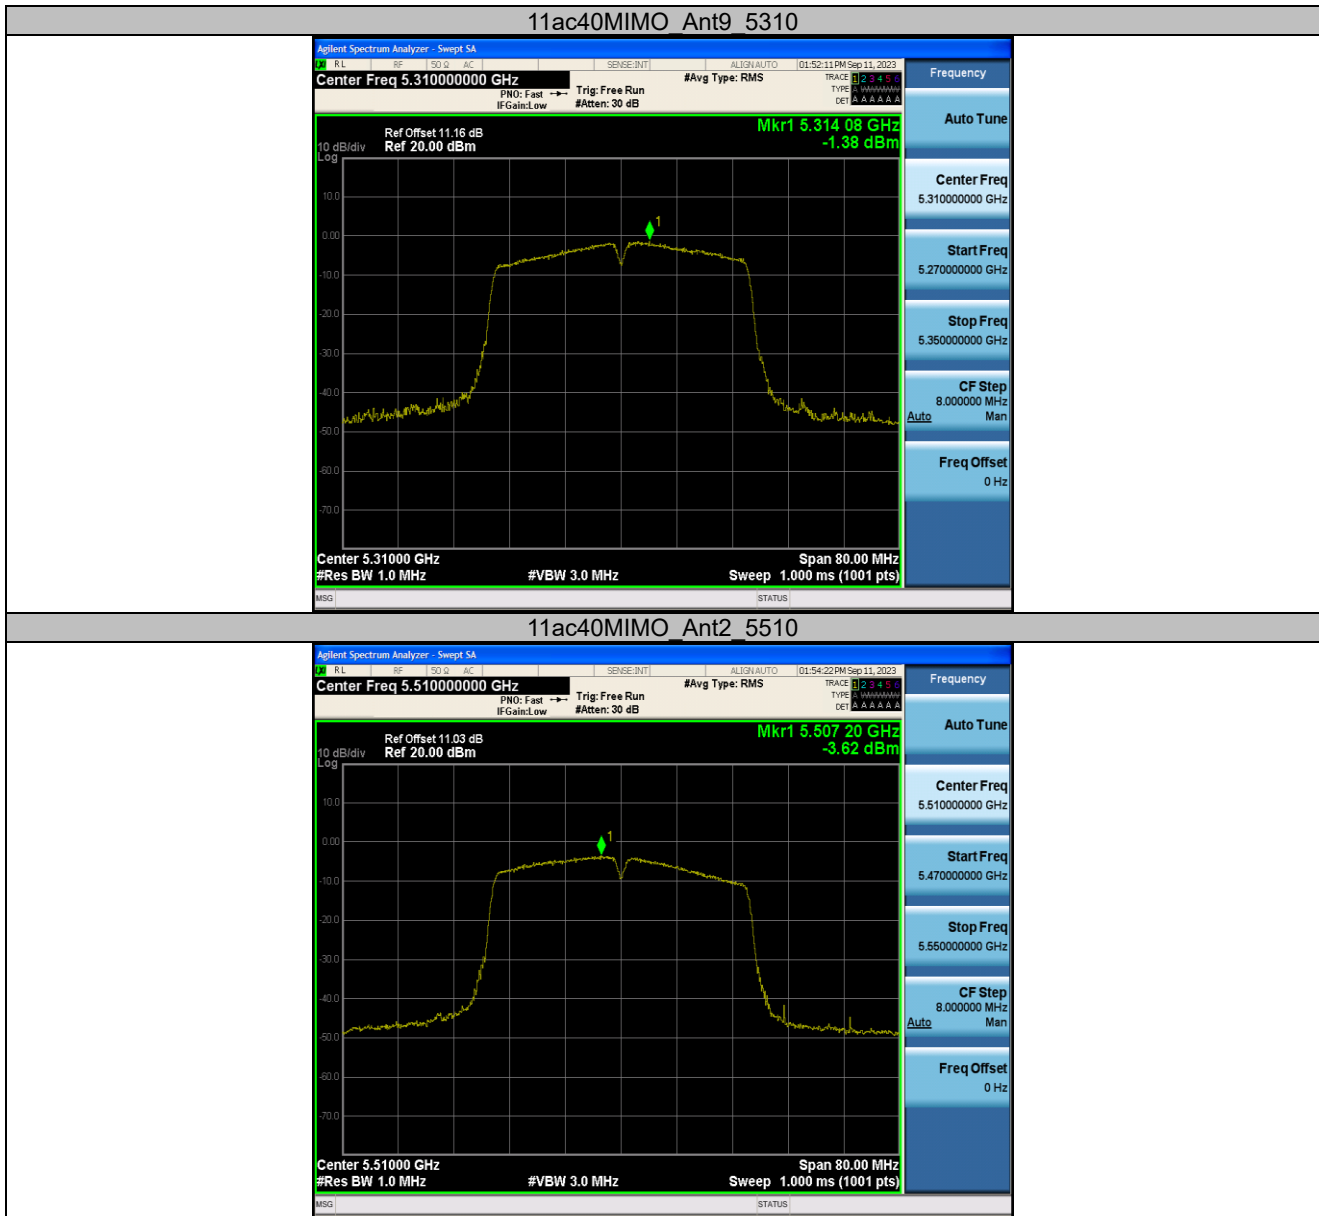 11ac40MIMO_Ant9_5310
Agilent Spectrum Analyzer - Swept SA
RL RF 50 Ω AC SENSE:INT ALIGNAUTO 01:52:11 PM Sep 11, 2023
Center Freq 5.310000000 GHz #Avg Type: RMS TRACE 1 2 3 4 5 6
PNO: Fast Trig: Free Run TYPE
IFGain:Low #Atten: 30 dB DET A A A A A A
Frequency
Mkr1 5.314 08 GHz
-1.38 dBm
Ref Offset 11.16 dB
10 dB/div Ref 20.00 dBm
Log
10.0
0.00
-10.0
-20.0
-30.0
-40.0
-50.0
-60.0
-70.0
1
Center 5.31000 GHz Span 80.00 MHz
#Res BW 1.0 MHz #VBW 3.0 MHz Sweep 1.000 ms (1001 pts)
MSG STATUS
Auto Tune
Center Freq
5.310000000 GHz
Start Freq
5.270000000 GHz
Stop Freq
5.350000000 GHz
CF Step
8.000000 MHz
Auto Man
Freq Offset
0 Hz
11ac40MIMO_Ant2_5510
Agilent Spectrum Analyzer - Swept SA
RL RF 50 Ω AC SENSE:INT ALIGNAUTO 01:54:22 PM Sep 11, 2023
Center Freq 5.510000000 GHz #Avg Type: RMS TRACE 1 2 3 4 5 6
PNO: Fast Trig: Free Run TYPE
IFGain:Low #Atten: 30 dB DET A A A A A A
Frequency
Mkr1 5.507 20 GHz
-3.62 dBm
Ref Offset 11.03 dB
10 dB/div Ref 20.00 dBm
Log
10.0
0.00
-10.0
-20.0
-30.0
-40.0
-50.0
-60.0
-70.0
1
Center 5.51000 GHz Span 80.00 MHz
#Res BW 1.0 MHz #VBW 3.0 MHz Sweep 1.000 ms (1001 pts)
MSG STATUS
Auto Tune
Center Freq
5.510000000 GHz
Start Freq
5.470000000 GHz
Stop Freq
5.550000000 GHz
CF Step
8.000000 MHz
Auto Man
Freq Offset
0 Hz